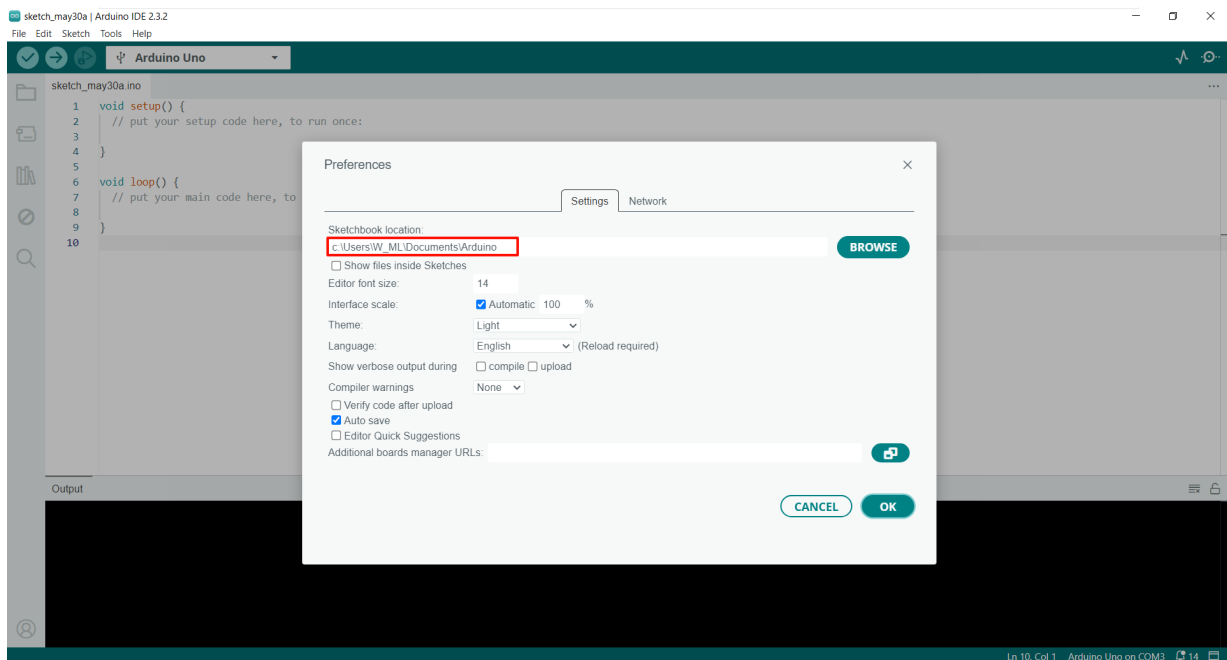 sketch_may30a | Arduino IDE 2.3.2
File Edit Sketch Tools Help
Arduino Uno
sketch_may30a.ino
1 void setup() {
2 // put your setup code here, to run once:
3
4 }
5
6 void loop() {
7 // put your main code here, to
8
9 }
10
Preferences
Settings Network
Sketchbook location:
c:\Users\W_ML\Documents\Arduino BROWSE
Show files inside Sketches
Editor font size: 14
Interface scale: Automatic 100 %
Theme: Light
Language: English (Reload required)
Show verbose output during compile upload
Compiler warnings None
Verify code after upload
Auto save
Editor Quick Suggestions
Additional boards manager URLs:
CANCEL OK
Output
Ln 10, Col 1 Arduino Uno on COM3 14